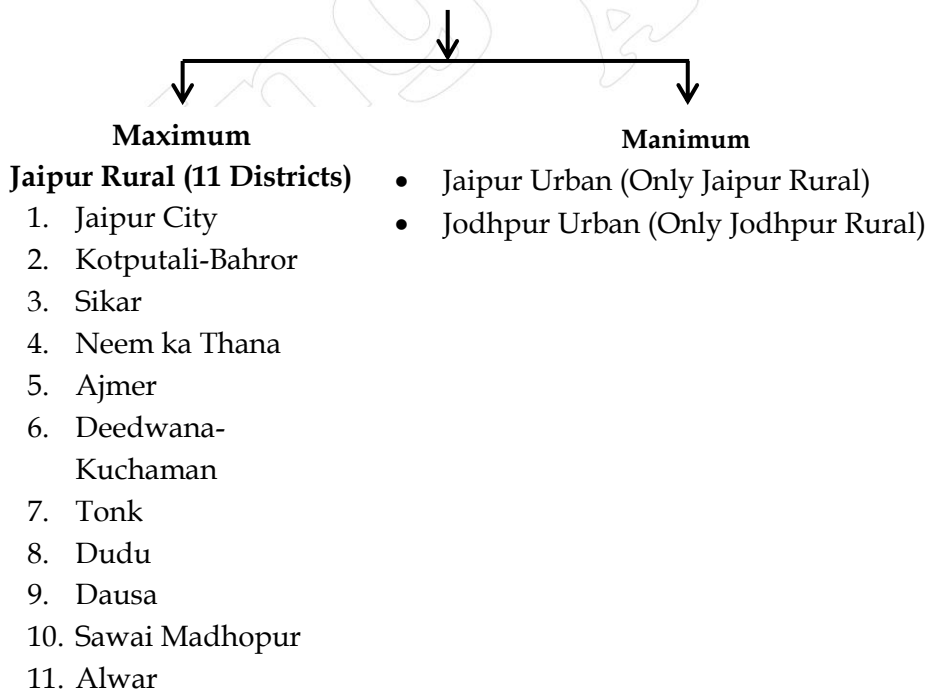 Maximum
Jaipur Rural (11 Districts)
1. Jaipur City
2. Kotputali-Bahror
3. Sikar
4. Neem ka Thana
5. Ajmer
6. Deedwana-
Kuchaman
7. Tonk
8. Dudu
9. Dausa
10. Sawai Madhopur
11. Alwar
Manimum
• Jaipur Urban (Only Jaipur Rural)
• Jodhpur Urban (Only Jodhpur Rural)